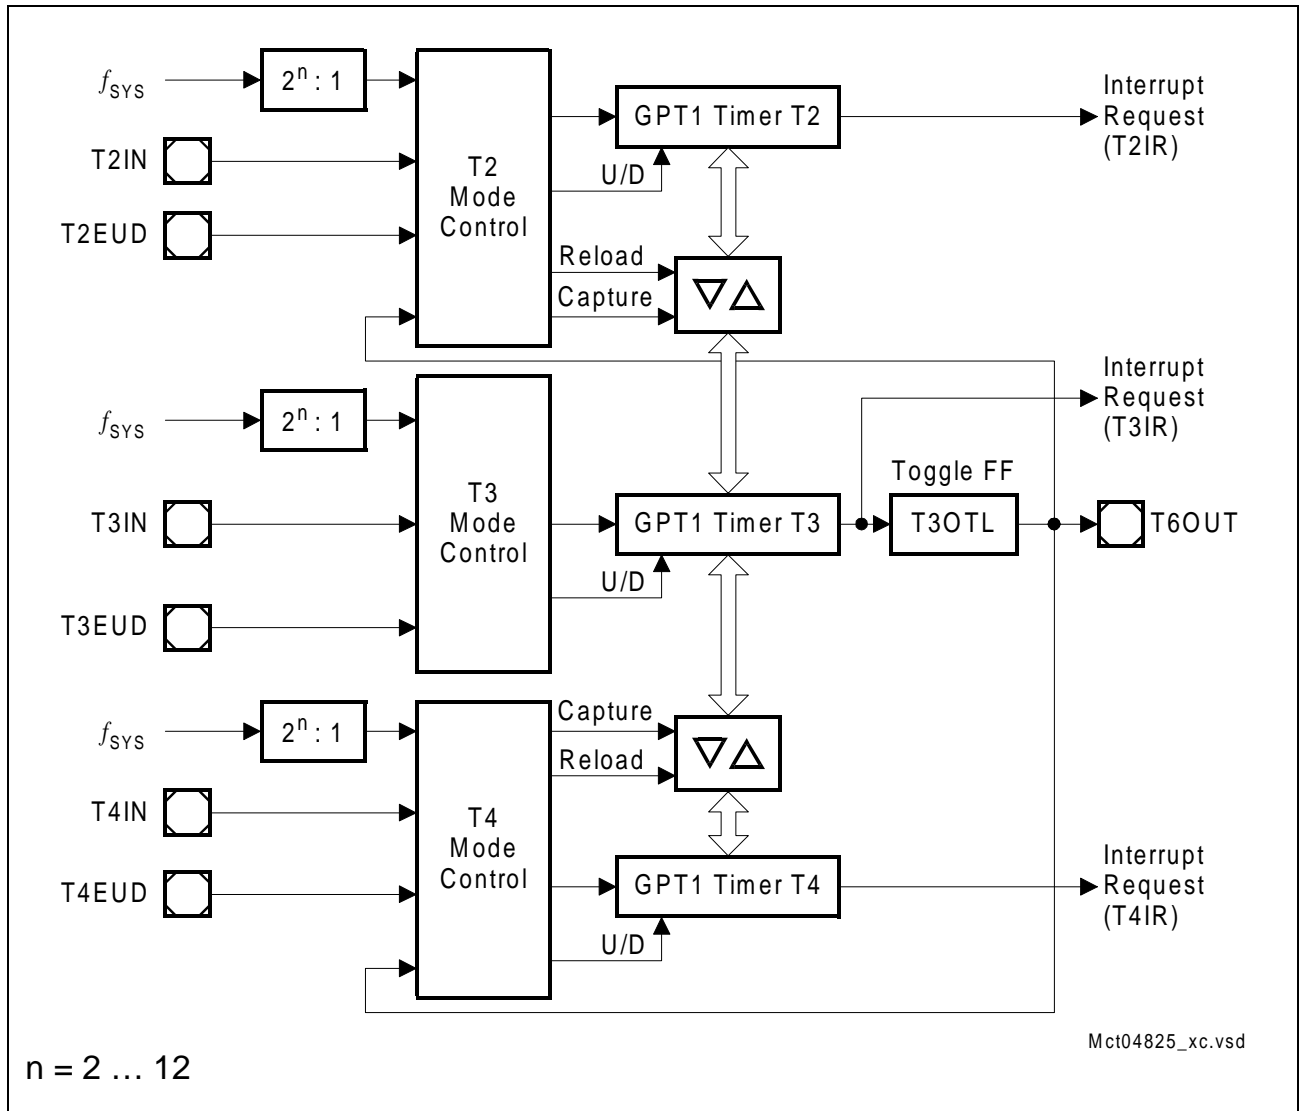 fSYS
2n : 1
T2IN
T2EUD
T2
Mode
Control
GPT1 Timer T2
U/D
Reload
Capture
Interrupt
Request
(T2IR)
fSYS
2n : 1
T3IN
T3EUD
T3
Mode
Control
GPT1 Timer T3
U/D
Toggle FF
T3OTL
Interrupt
Request
(T3IR)
T6OUT
fSYS
2n : 1
T4IN
T4EUD
T4
Mode
Control
Capture
Reload
GPT1 Timer T4
U/D
Interrupt
Request
(T4IR)
Mct04825_xc.vsd
n = 2 … 12